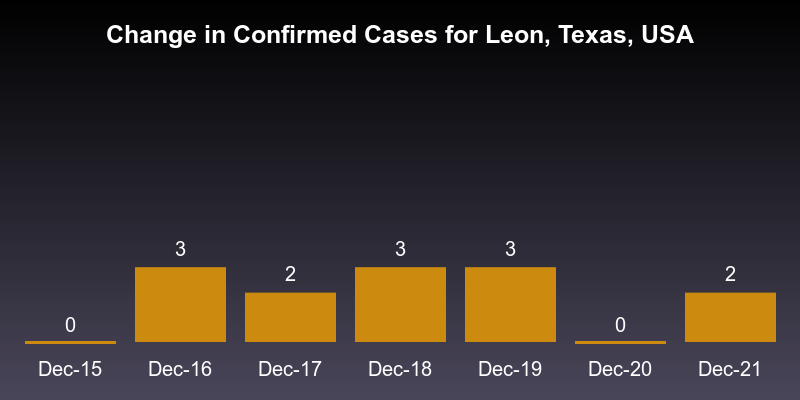 Change in Confirmed Cases for Leon, Texas, USA
0 3 2 3 3 0 2
Dec-15 Dec-16 Dec-17 Dec-18 Dec-19 Dec-20 Dec-21